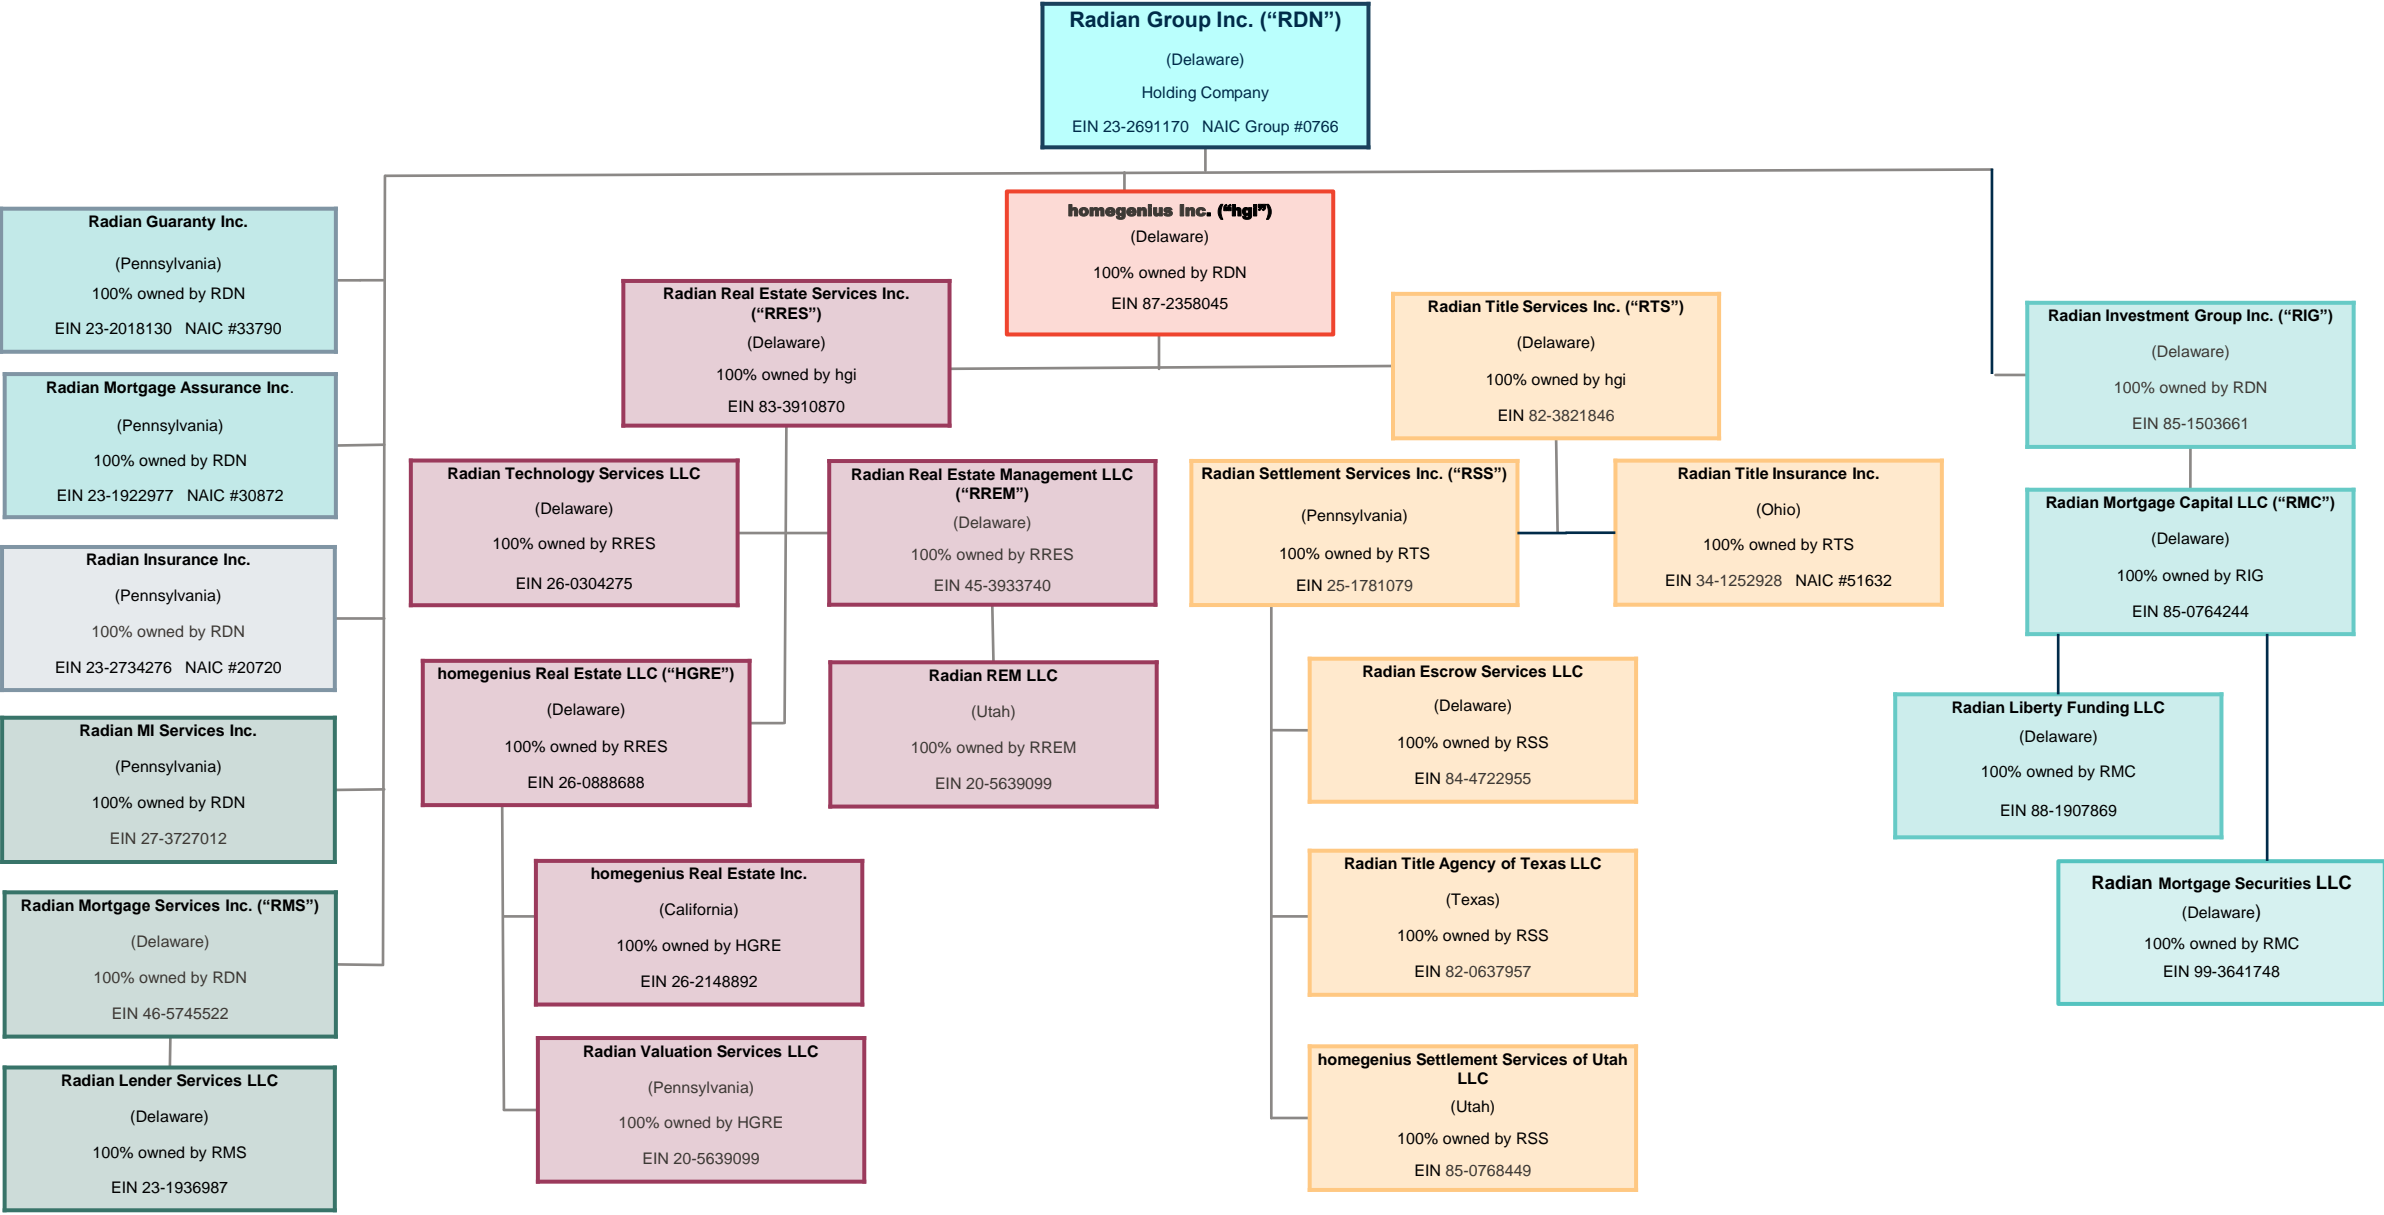 Radian Group Inc. (“RDN”)
(Delaware)
Holding Company
EIN 23-2691170   NAIC Group #0766
homegenius Inc. (“hgi”)
(Delaware)
100% owned by RDN
EIN 87-2358045
Radian Guaranty Inc.
(Pennsylvania)
100% owned by RDN
EIN 23-2018130   NAIC #33790
Radian Mortgage Assurance Inc.
(Pennsylvania)
100% owned by RDN
EIN 23-1922977   NAIC #30872
Radian Insurance Inc.
(Pennsylvania)
100% owned by RDN
EIN 23-2734276   NAIC #20720
Radian MI Services Inc.
(Pennsylvania)
100% owned by RDN
EIN 27-3727012
Radian Mortgage Services Inc. (“RMS”)
(Delaware)
100% owned by RDN
EIN 46-5745522
Radian Lender Services LLC
(Delaware)
100% owned by RMS
EIN 23-1936987
Radian Real Estate Services Inc.
(“RRES”)
(Delaware)
100% owned by hgi
EIN 83-3910870
Radian Technology Services LLC
(Delaware)
100% owned by RRES
EIN 26-0304275
Radian Real Estate Management LLC
(“RREM”)
(Delaware)
100% owned by RRES
EIN 45-3933740
homegenius Real Estate LLC (“HGRE”)
(Delaware)
100% owned by RRES
EIN 26-0888688
Radian REM LLC
(Utah)
100% owned by RREM
EIN 20-5639099
homegenius Real Estate Inc.
(California)
100% owned by HGRE
EIN 26-2148892
Radian Valuation Services LLC
(Pennsylvania)
100% owned by HGRE
EIN 20-5639099
Radian Title Services Inc. (“RTS”)
(Delaware)
100% owned by hgi
EIN 82-3821846
Radian Settlement Services Inc. (“RSS”)
(Pennsylvania)
100% owned by RTS
EIN 25-1781079
Radian Title Insurance Inc.
(Ohio)
100% owned by RTS
EIN 34-1252928   NAIC #51632
Radian Escrow Services LLC
(Delaware)
100% owned by RSS
EIN 84-4722955
Radian Title Agency of Texas LLC
(Texas)
100% owned by RSS
EIN 82-0637957
homegenius Settlement Services of Utah
LLC
(Utah)
100% owned by RSS
EIN 85-0768449
Radian Investment Group Inc. (“RIG”)
(Delaware)
100% owned by RDN
EIN 85-1503661
Radian Mortgage Capital LLC (“RMC”)
(Delaware)
100% owned by RIG
EIN 85-0764244
Radian Liberty Funding LLC
(Delaware)
100% owned by RMC
EIN 88-1907869
Radian Mortgage Securities LLC
(Delaware)
100% owned by RMC
EIN 99-3641748